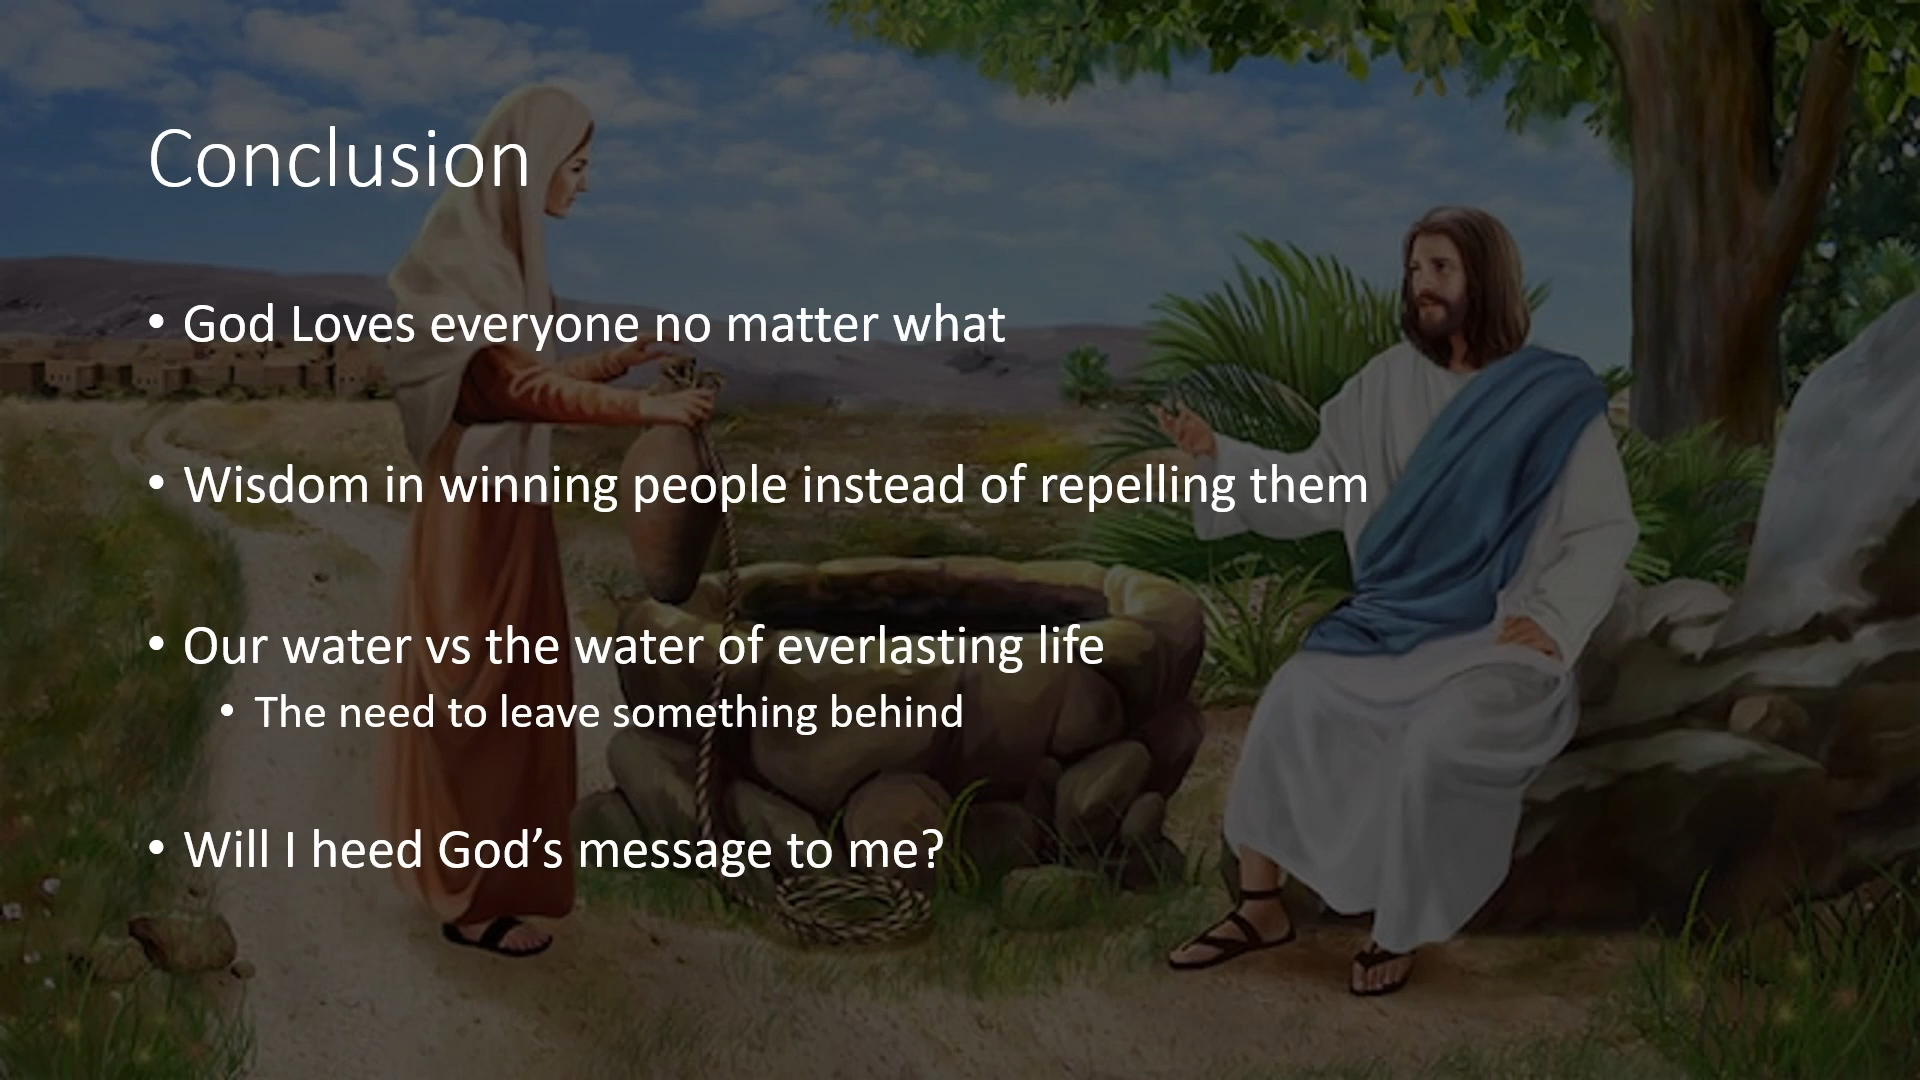 Conclusion
• God Loves everyone no matter what
• Wisdom in winning people instead of repelling them
• Our water vs the water of everlasting life
• The need to leave something behind
• Will I heed God’s message to me?